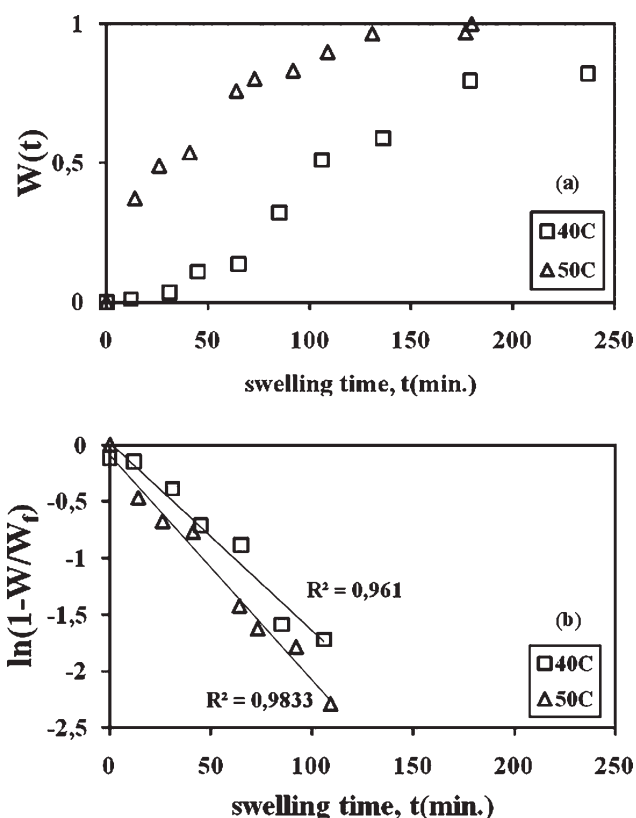 1
W(t)
0,5
0
(a)
40C
50C
0
50
100
150
200
250
swelling time, t(min.)
0
-0,5
-1
-1,5
-2
-2,5
ln(1-W/Wf)
R² = 0,961
R² = 0,9833
(b)
40C
50C
0
50
100
150
200
250
swelling time, t(min.)